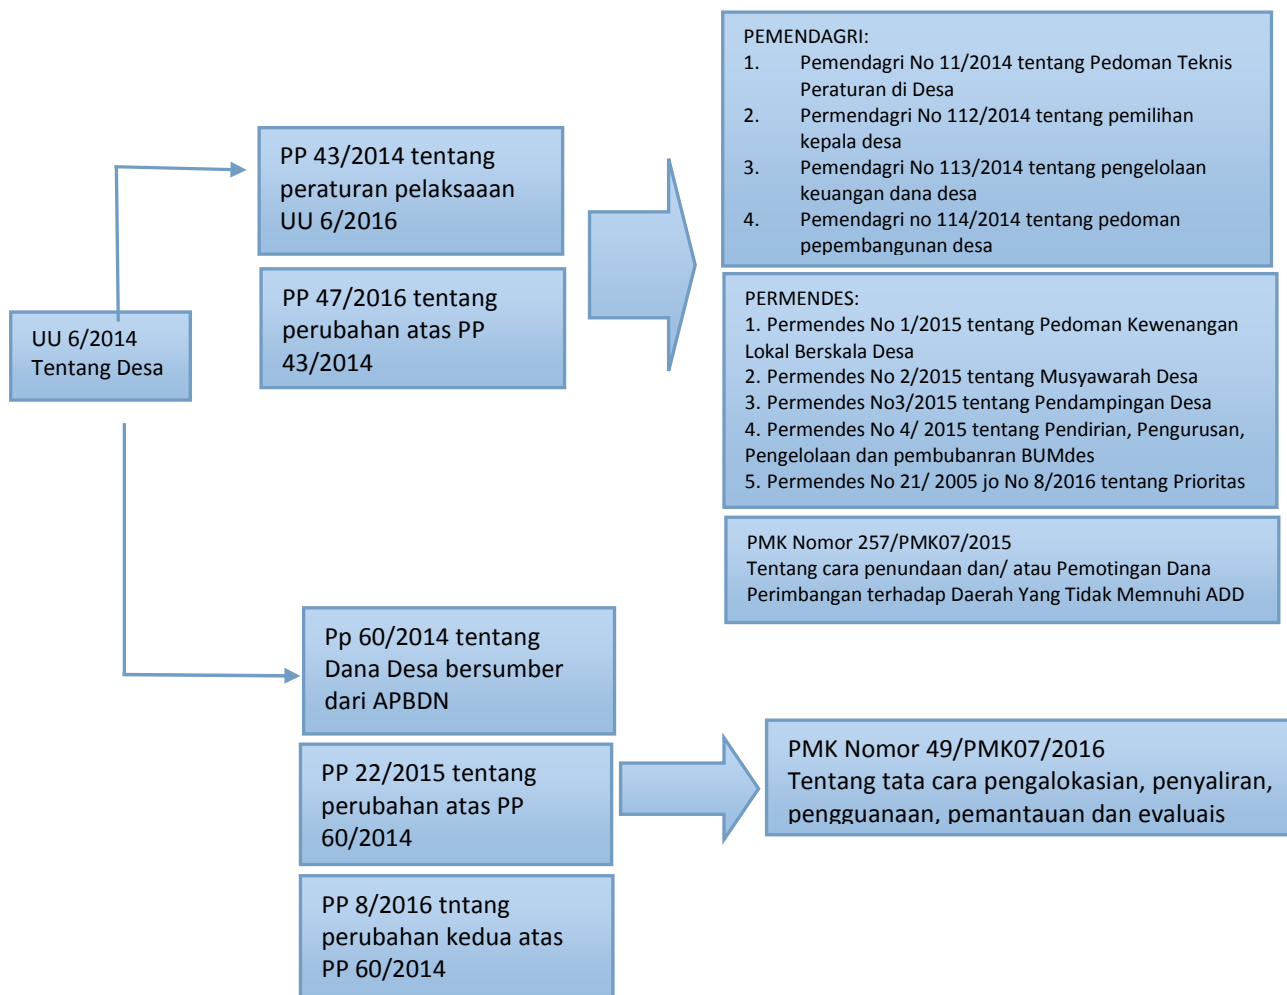 UU 6/2014
Tentang Desa
PP 43/2014 tentang
peraturan pelaksaaan
UU 6/2016
PP 47/2016 tentang
perubahan atas PP
43/2014
PEMENDAGRI:
1. Pemendagri No 11/2014 tentang Pedoman Teknis
Peraturan di Desa
2. Permendagri No 112/2014 tentang pemilihan
kepala desa
3. Pemendagri No 113/2014 tentang pengelolaan
keuangan dana desa
4. Pemendagri no 114/2014 tentang pedoman
pepembangunan desa
PERMENDES:
1. Permendes No 1/2015 tentang Pedoman Kewenangan
Lokal Berskala Desa
2. Permendes No 2/2015 tentang Musyawarah Desa
3. Permendes No3/2015 tentang Pendampingan Desa
4. Permendes No 4/ 2015 tentang Pendirian, Pengurusan,
Pengelolaan dan pembubanran BUMdes
5. Permendes No 21/ 2005 jo No 8/2016 tentang Prioritas
PMK Nomor 257/PMK07/2015
Tentang cara penundaan dan/ atau Pemotingan Dana
Perimbangan terhadap Daerah Yang Tidak Memnuhi ADD
Pp 60/2014 tentang
Dana Desa bersumber
dari APBDN
PP 22/2015 tentang
perubahan atas PP
60/2014
PP 8/2016 tntang
perubahan kedua atas
PP 60/2014
PMK Nomor 49/PMK07/2016
Tentang tata cara pengalokasian, penyaliran,
pengguanaan, pemantauan dan evaluais